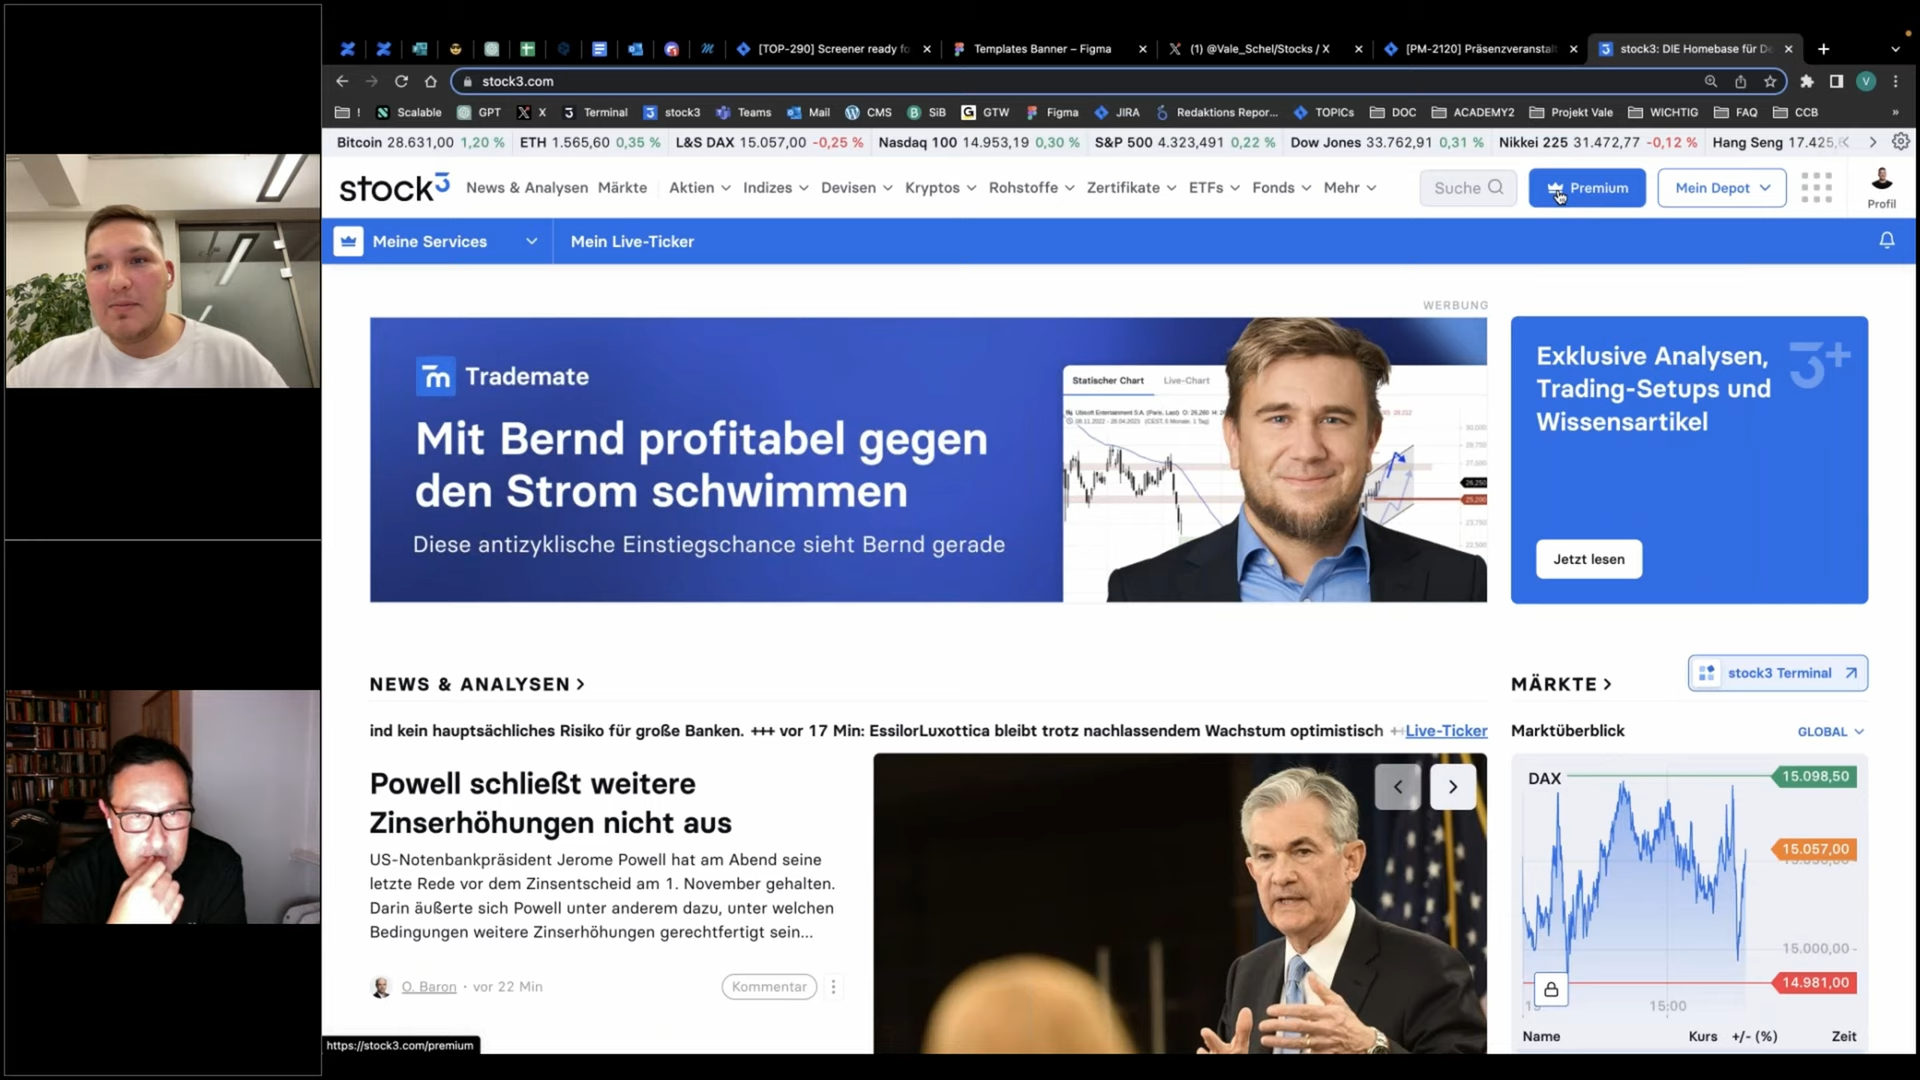 [TOP-290] Screener ready fo
Templates Banner – Figma
(1) @Vale_Schel/Stocks / X
[PM-2120] Präsenzveranstalt
stock3: DIE Homebase für De
stock3.com
V
!
Scalable
GPT
X
Terminal
stock3
Teams
Mail
CMS
SiB
GTW
Figma
JIRA
Redaktions Repor...
TOPICs
DOC
ACADEMY2
Projekt Vale
WICHTIG
FAQ
CCB
»
Bitcoin 28.631,00 1,20 % ETH 1.565,60 0,35 % L&S DAX 15.057,00 -0,25 % Nasdaq 100 14.953,19 0,30 % S&P 500 4.323,491 0,22 % Dow Jones 33.762,91 0,31 % Nikkei 225 31.472,77 -0,12 % Hang Seng 17.425,
stock3
News & Analysen Märkte Aktien Indizes Devisen Kryptos Rohstoffe Zertifikate ETFs Fonds Mehr
Suche
Premium
Mein Depot
Profil
Meine Services
Mein Live-Ticker
WERBUNG
Trademate
Mit Bernd profitabel gegen
den Strom schwimmen
Diese antizyklische Einstiegschance sieht Bernd gerade
Statischer Chart Live-Chart
Exklusive Analysen,
Trading-Setups und
Wissensartikel
3+
Jetzt lesen
NEWS & ANALYSEN >
ind kein hauptsächliches Risiko für große Banken. +++ vor 17 Min: EssilorLuxottica bleibt trotz nachlassendem Wachstum optimistisch
Live-Ticker
Powell schließt weitere
Zinserhöhungen nicht aus
US-Notenbankpräsident Jerome Powell hat am Abend seine
letzte Rede vor dem Zinsentscheid am 1. November gehalten.
Darin äußerte sich Powell unter anderem dazu, unter welchen
Bedingungen weitere Zinserhöhungen gerechtfertigt sein...
O. Baron · vor 22 Min
Kommentar
MÄRKTE >
stock3 Terminal
Marktüberblick
GLOBAL
DAX
15.098,50
15.057,00
15.000,00
14.981,00
15:00
Name Kurs +/- (%) Zeit
https://stock3.com/premium